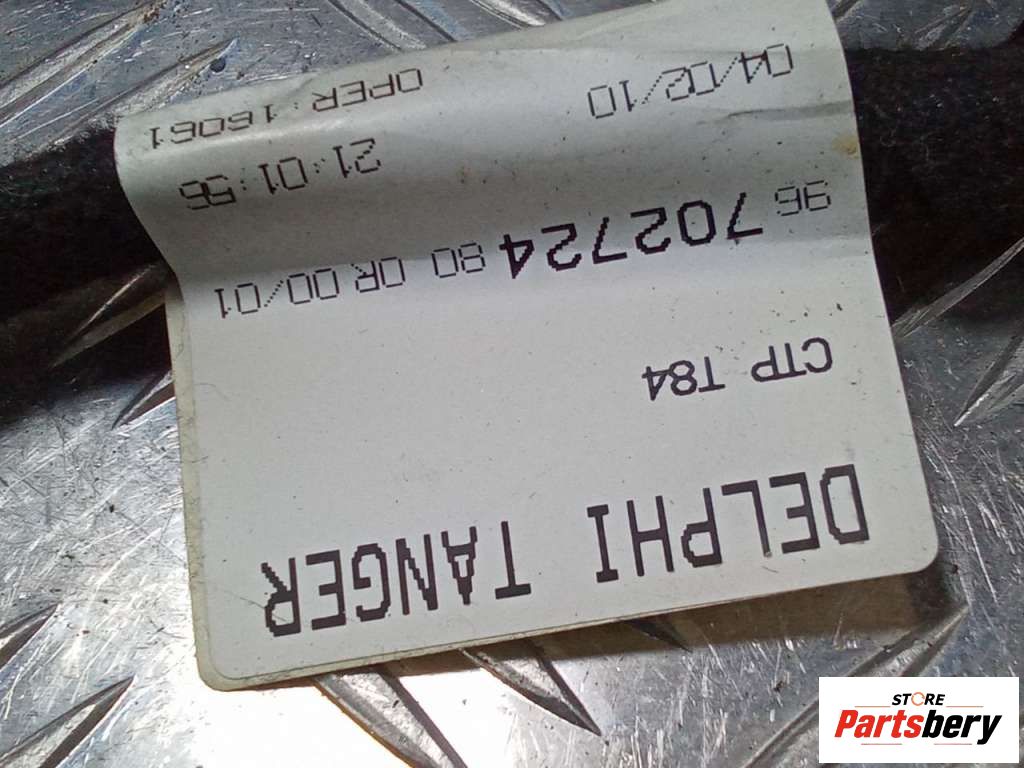 DELPHI TANGER
CTP T84
96 702724 80 OR 00/01
04/02/10 21:01:56
OPER:16061
STORE
Partsbery